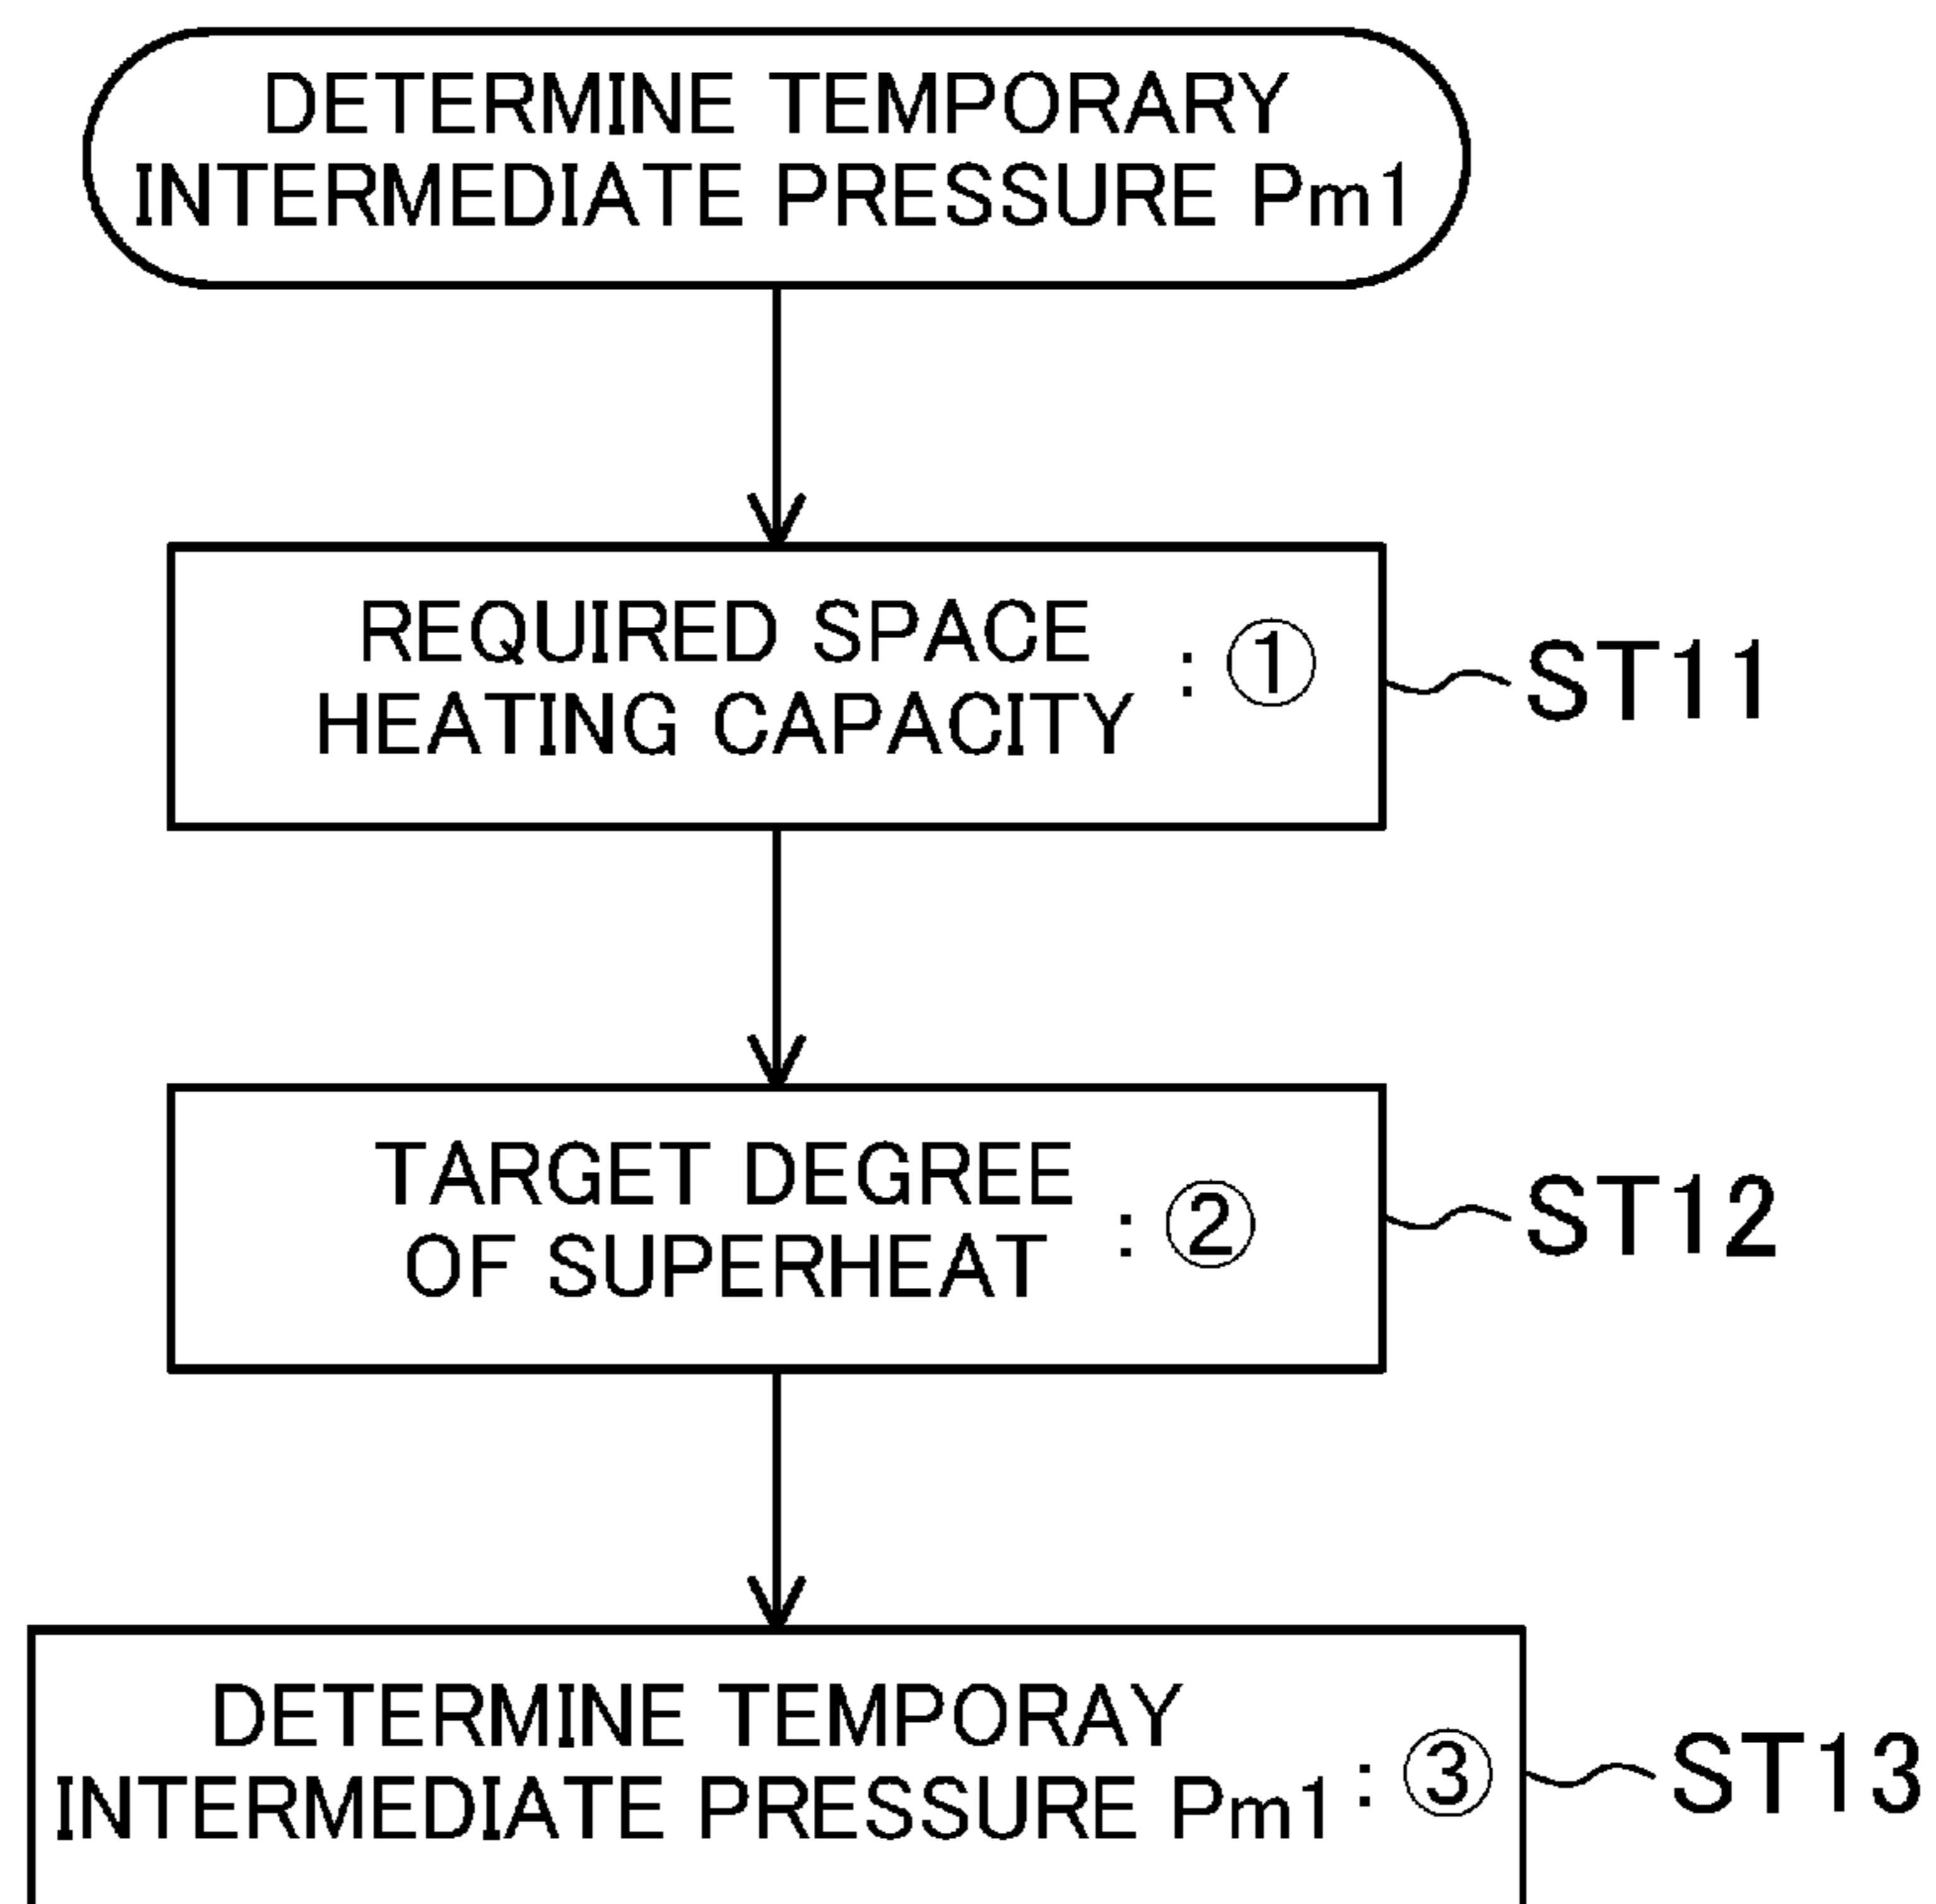 DETERMINE TEMPORARY
INTERMEDIATE PRESSURE Pm1
REQUIRED SPACE
HEATING CAPACITY : ①
ST11
TARGET DEGREE
OF SUPERHEAT : ②
ST12
DETERMINE TEMPORAY
INTERMEDIATE PRESSURE Pm1 : ③
ST13